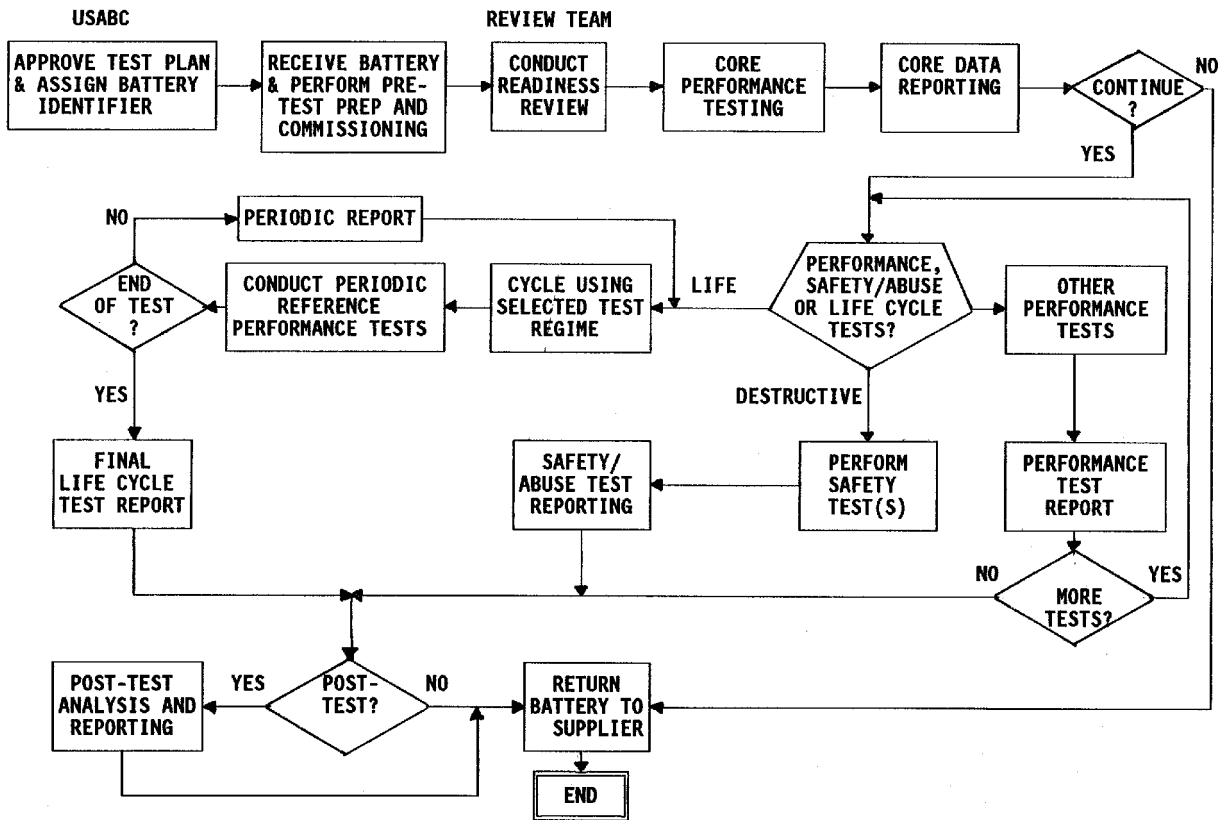 USABC
REVIEW TEAM
APPROVE TEST PLAN
& ASSIGN BATTERY
IDENTIFIER
RECEIVE BATTERY
& PERFORM PRE-
TEST PREP AND
COMMISSIONING
CONDUCT
READINESS
REVIEW
CORE
PERFORMANCE
TESTING
CORE DATA
REPORTING
CONTINUE
?
NO
YES
NO
PERIODIC REPORT
END
OF TEST
?
CONDUCT PERIODIC
REFERENCE
PERFORMANCE TESTS
CYCLE USING
SELECTED TEST
REGIME
LIFE
PERFORMANCE,
SAFETY/ABUSE
OR LIFE CYCLE
TESTS?
OTHER
PERFORMANCE
TESTS
YES
DESTRUCTIVE
FINAL
LIFE CYCLE
TEST REPORT
SAFETY/
ABUSE TEST
REPORTING
PERFORM
SAFETY
TEST(S)
PERFORMANCE
TEST
REPORT
NO
MORE
TESTS?
YES
POST-TEST
ANALYSIS AND
REPORTING
YES
POST-
TEST?
NO
RETURN
BATTERY TO
SUPPLIER
END